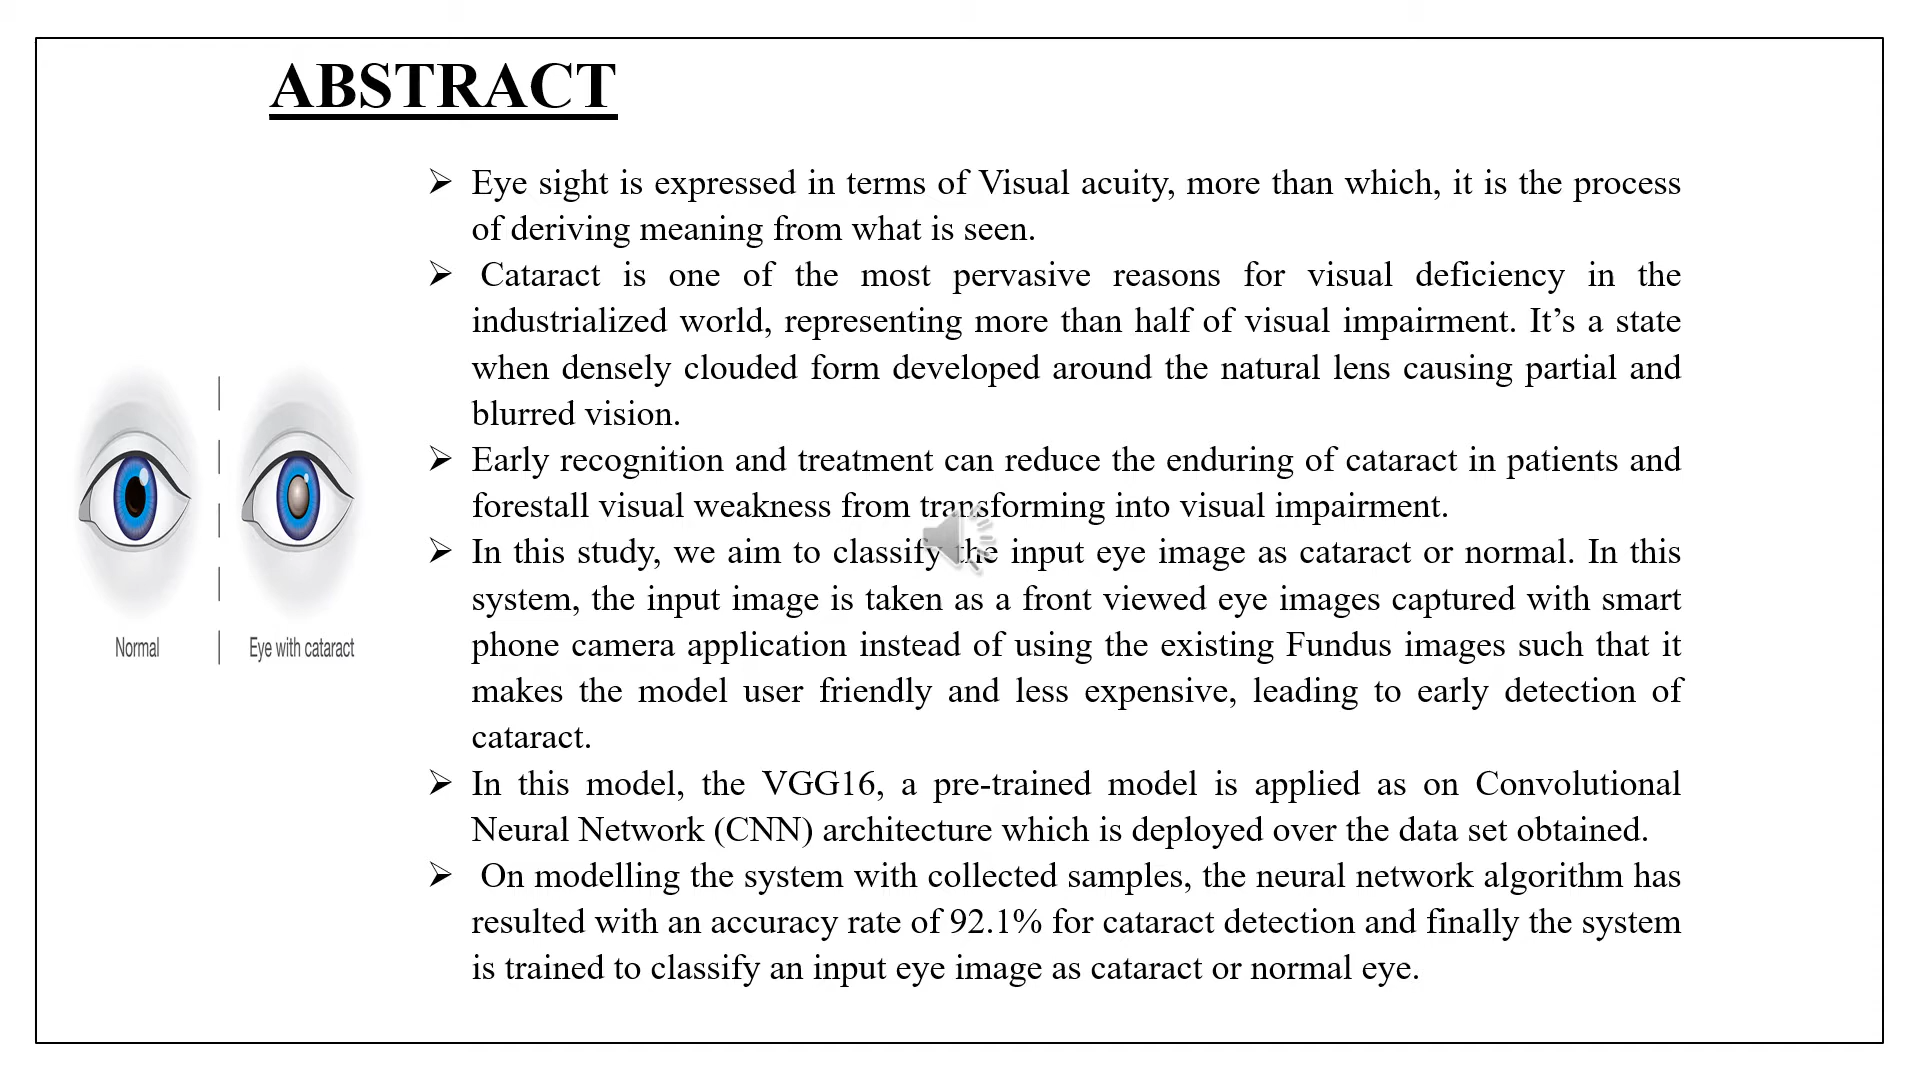 ABSTRACT
➢ Eye sight is expressed in terms of Visual acuity, more than which, it is the process
of deriving meaning from what is seen.
➢ Cataract is one of the most pervasive reasons for visual deficiency in the
industrialized world, representing more than half of visual impairment. It’s a state
when densely clouded form developed around the natural lens causing partial and
blurred vision.
➢ Early recognition and treatment can reduce the enduring of cataract in patients and
forestall visual weakness from transforming into visual impairment.
➢ In this study, we aim to classify the input eye image as cataract or normal. In this
system, the input image is taken as a front viewed eye images captured with smart
phone camera application instead of using the existing Fundus images such that it
makes the model user friendly and less expensive, leading to early detection of
cataract.
➢ In this model, the VGG16, a pre-trained model is applied as on Convolutional
Neural Network (CNN) architecture which is deployed over the data set obtained.
➢ On modelling the system with collected samples, the neural network algorithm has
resulted with an accuracy rate of 92.1% for cataract detection and finally the system
is trained to classify an input eye image as cataract or normal eye.
Normal
Eye with cataract